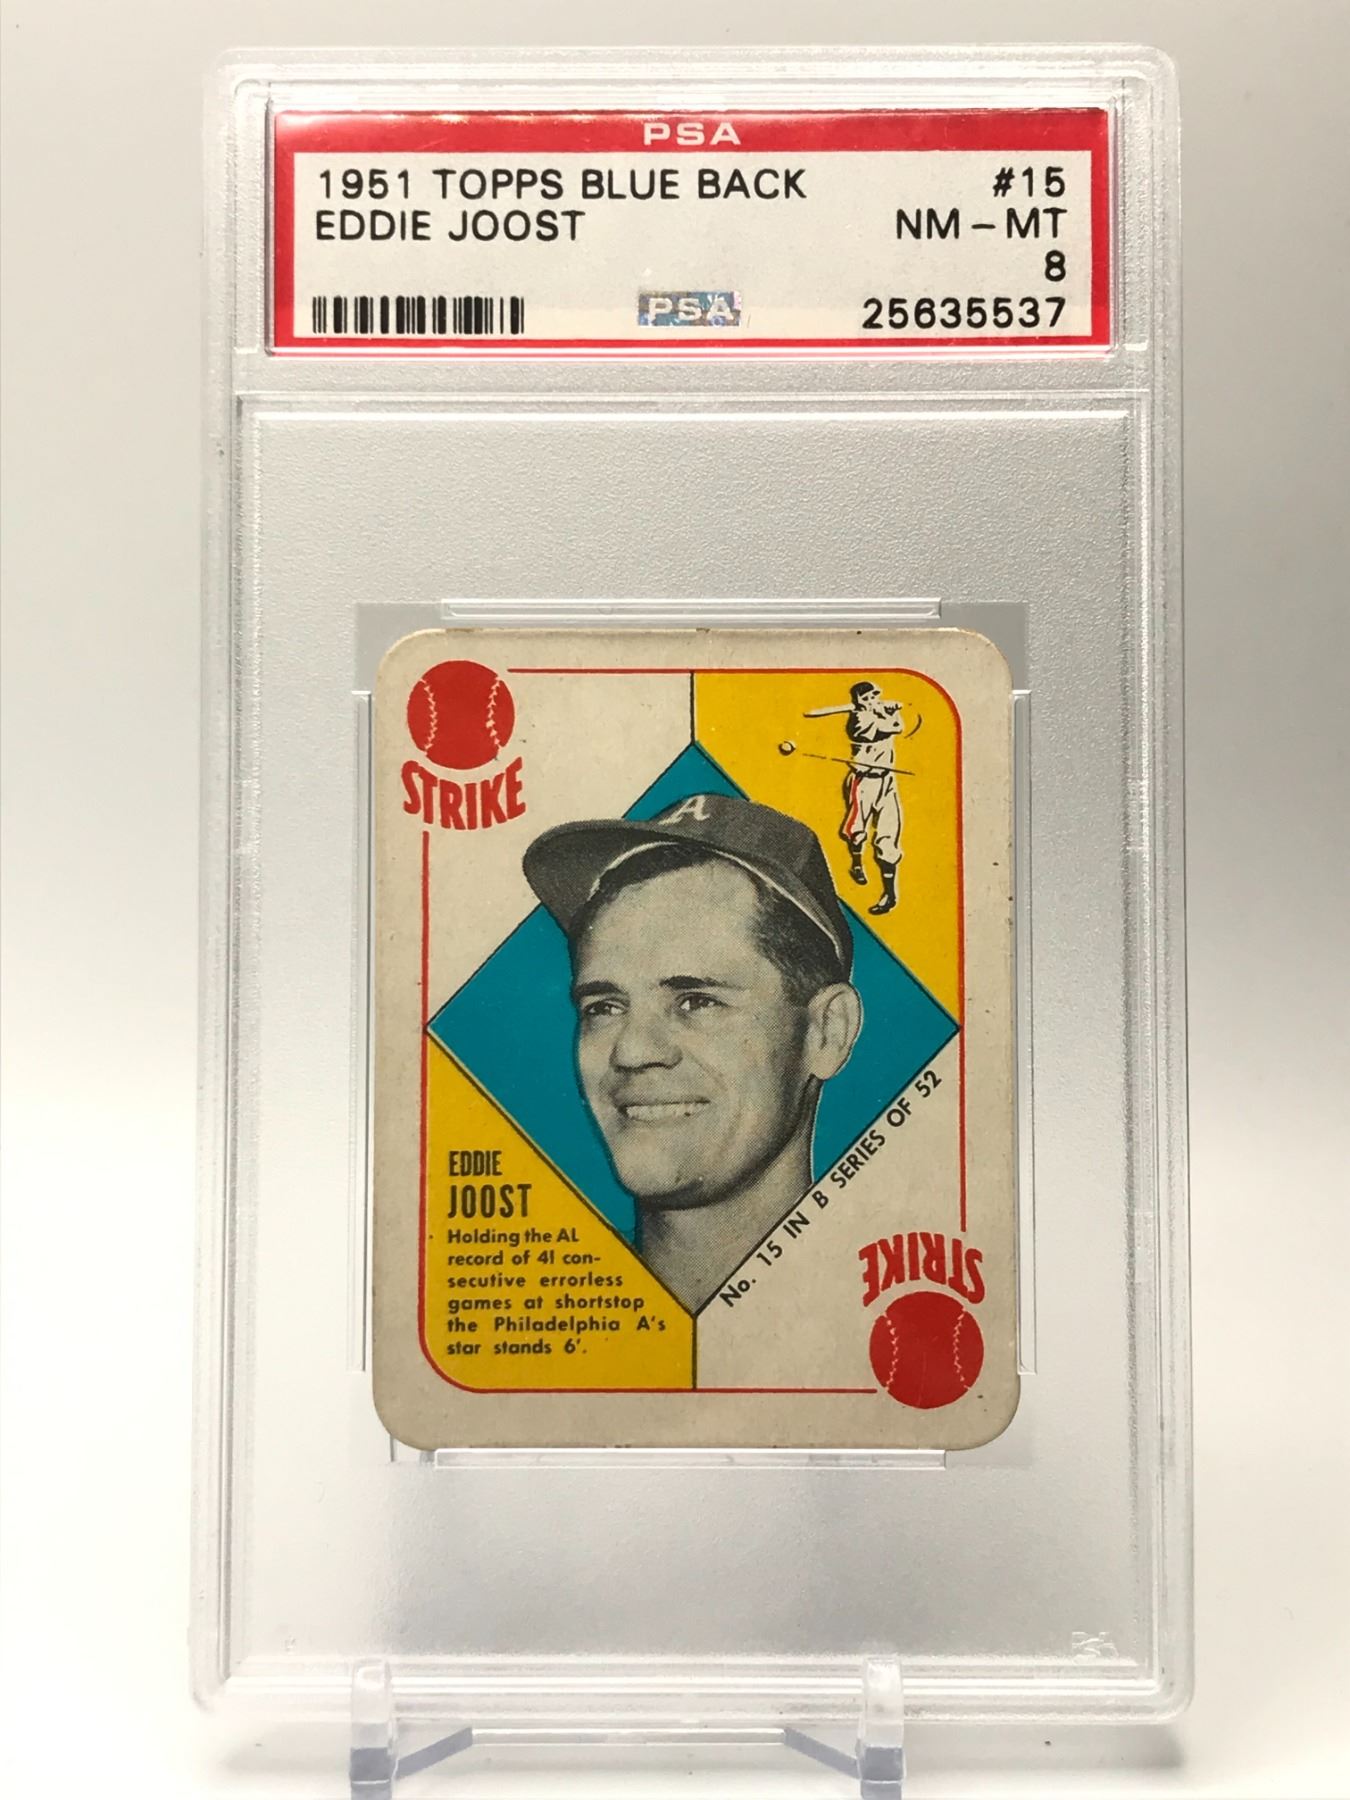 PSA
1951 TOPPS BLUE BACK #15
EDDIE JOOST NM - MT
8
PSA 25635537
STRIKE
A
EDDIE
JOOST
Holding the AL
record of 41 con-
secutive errorless
games at shortstop
the Philadelphia A's
star stands 6'.
No. 15 IN B SERIES OF 52
STRIKE
PSA